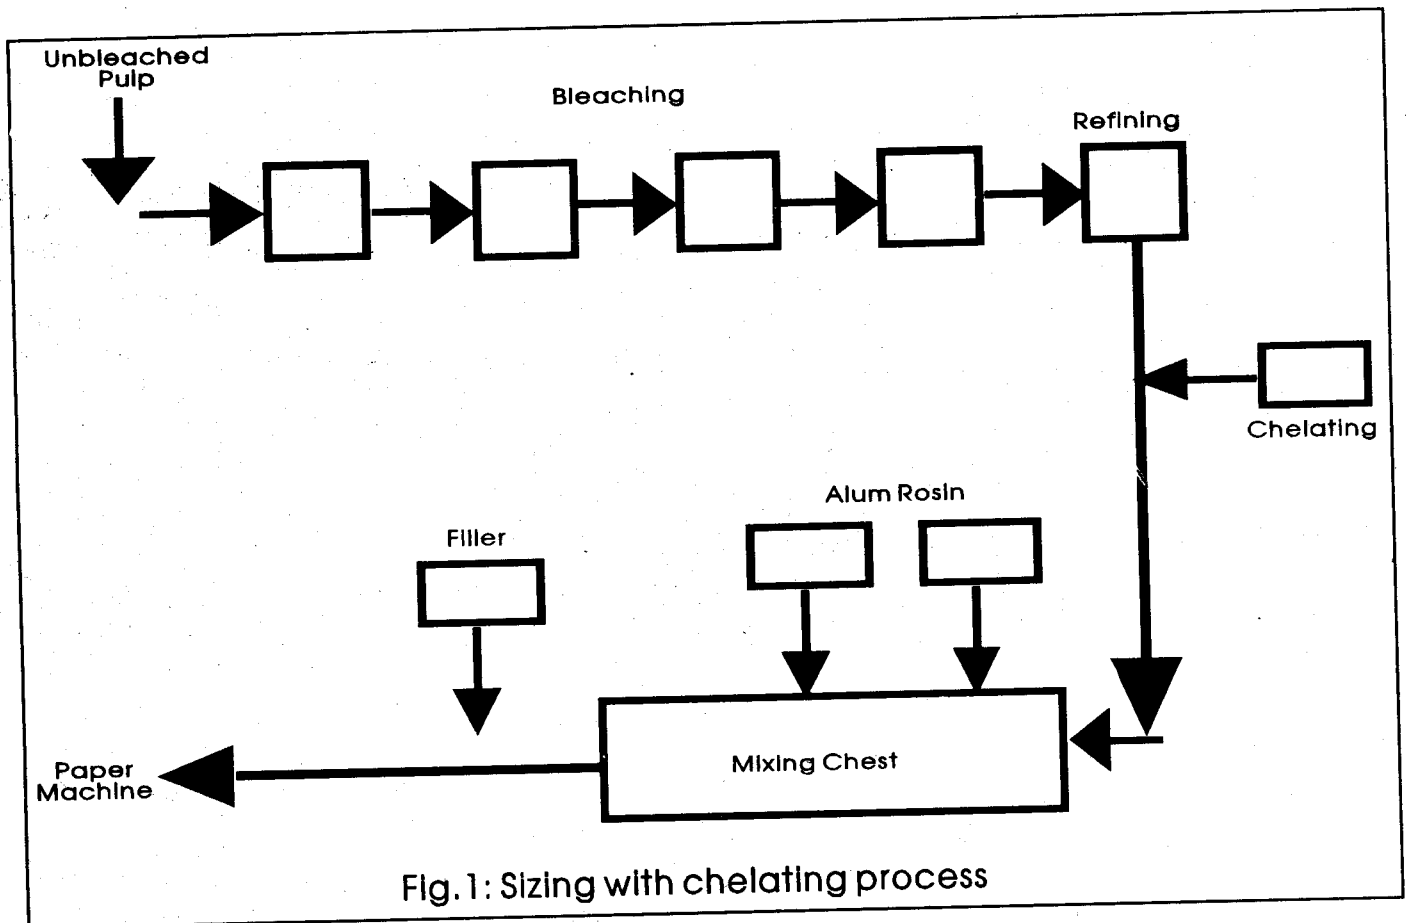 Unbleached
Pulp
Bleaching
Refining
Chelating
Alum Rosin
Filler
Mixing Chest
Paper
Machine
Fig.1: Sizing with chelating process